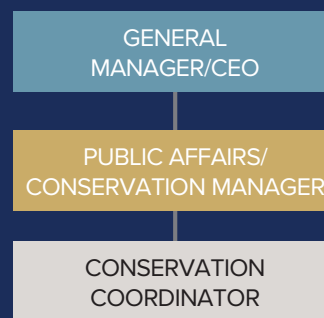 GENERAL
MANAGER/CEO
PUBLIC AFFAIRS/
CONSERVATION MANAGER
CONSERVATION
COORDINATOR